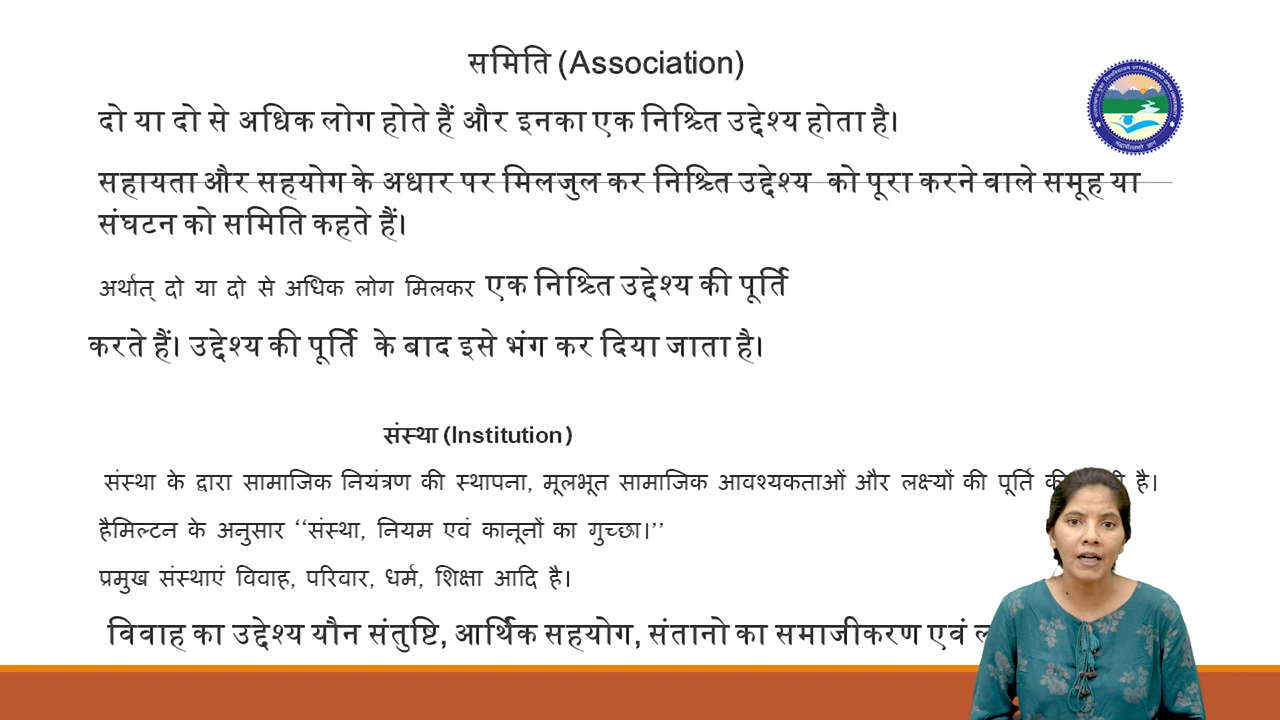 समिति (Association)
दो या दो से अधिक लोग होते हैं और इनका एक निश्चित उद्देश्य होता है।
सहायता और सहयोग के अधार पर मिलजुल कर निश्चित उद्देश्य को पूरा करने वाले समूह या
संघटन को समिति कहते हैं।
अर्थात् दो या दो से अधिक लोग मिलकर एक निश्चित उद्देश्य की पूर्ति
करते हैं। उद्देश्य की पूर्ति के बाद इसे भंग कर दिया जाता है।
संस्था (Institution)
संस्था के द्वारा सामाजिक नियंत्रण की स्थापना, मूलभूत सामाजिक आवश्यकताओं और लक्ष्यों की पूर्ति की है।
हैमिल्टन के अनुसार ‘‘संस्था, नियम एवं कानूनों का गुच्छा।’’
प्रमुख संस्थाएं विवाह, परिवार, धर्म, शिक्षा आदि है।
विवाह का उद्देश्य यौन संतुष्टि, आर्थिक सहयोग, संतानो का समाजीकरण एवं